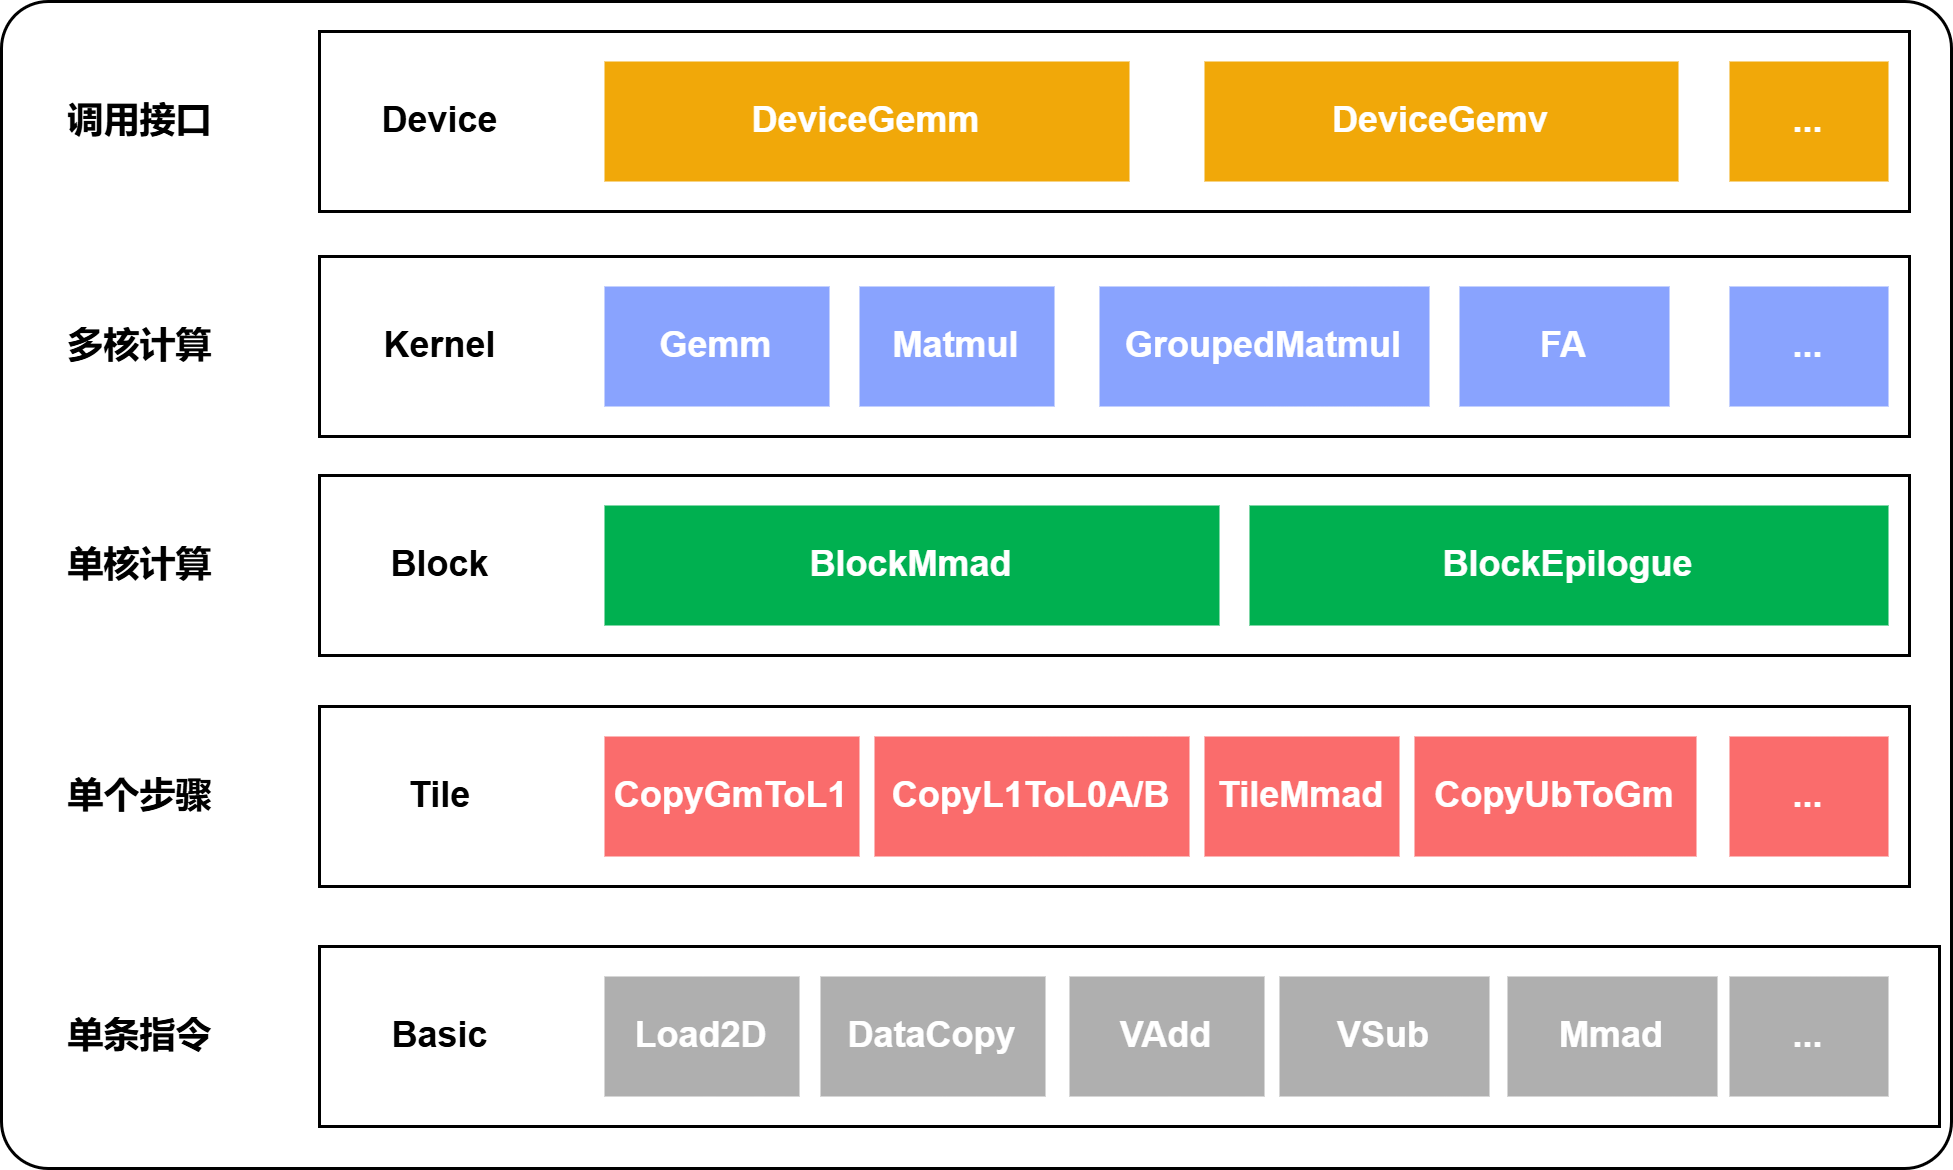 调用接口 Device DeviceGemm DeviceGemv ...
多核计算 Kernel Gemm Matmul GroupedMatmul FA ...
单核计算 Block BlockMmad BlockEpilogue
单个步骤 Tile CopyGmToL1 CopyL1ToL0A/B TileMmad CopyUbToGm ...
单条指令 Basic Load2D DataCopy VAdd VSub Mmad ...